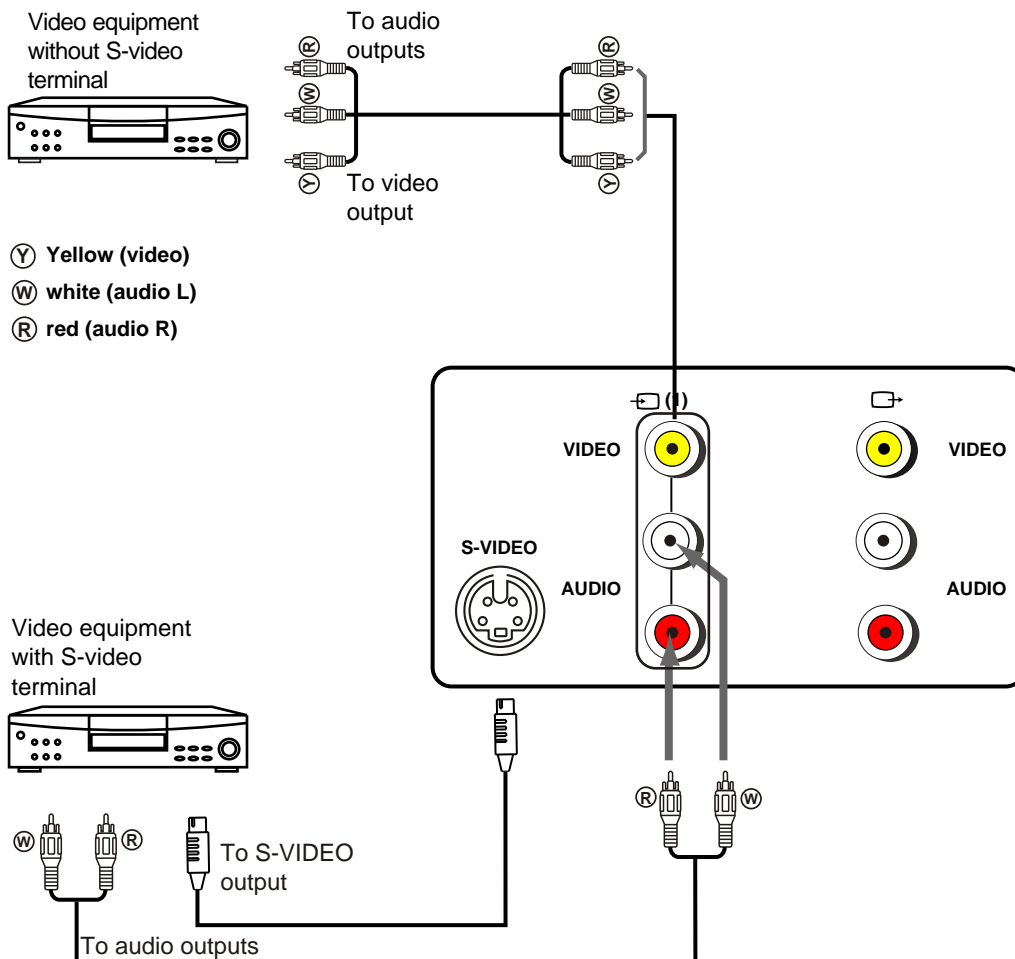 Video equipment
without S-video
terminal
To audio
outputs
R
W
Y
To video
output
R
W
Y
Y Yellow (video)
W white (audio L)
R red (audio R)
(1)
VIDEO
VIDEO
S-VIDEO
AUDIO
AUDIO
Video equipment
with S-video
terminal
R
W
W
R
To S-VIDEO
output
To audio outputs